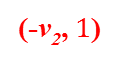 (-v₂, 1)